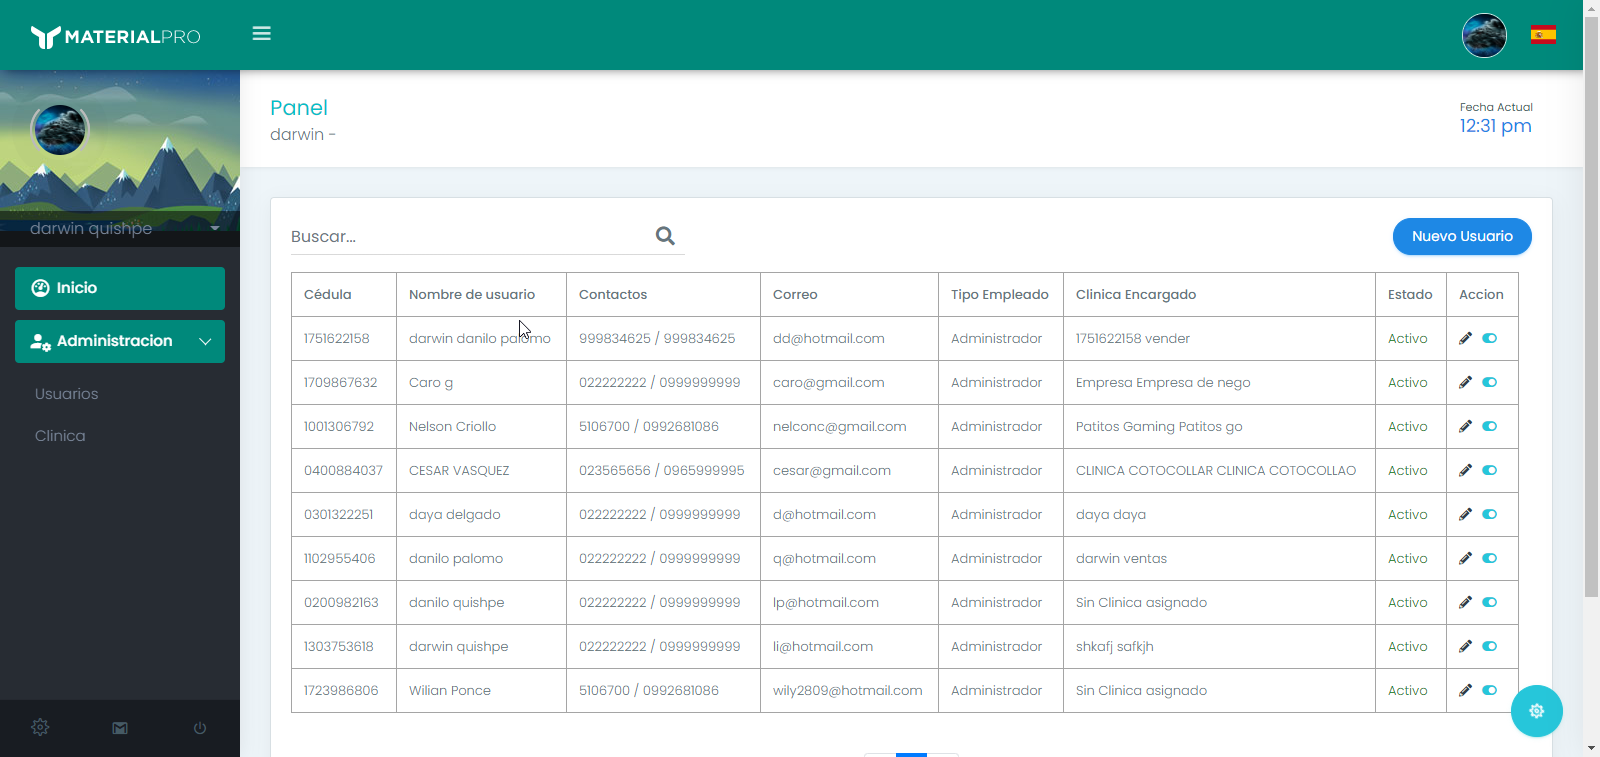 MATERIALPRO
Panel
darwin -
Fecha Actual
12:31 pm
darwin quishpe
Inicio
Administracion
Usuarios
Clinica
Buscar...
Nuevo Usuario
Cédula Nombre de usuario Contactos Correo Tipo Empleado Clinica Encargado Estado Accion
1751622158 darwin danilo palomo 999834625 / 999834625 dd@hotmail.com Administrador 1751622158 vender Activo
1709867632 Caro g 022222222 / 0999999999 caro@gmail.com Administrador Empresa Empresa de nego Activo
1001306792 Nelson Criollo 5106700 / 0992681086 nelconc@gmail.com Administrador Patitos Gaming Patitos go Activo
0400884037 CESAR VASQUEZ 023565656 / 0965999995 cesar@gmail.com Administrador CLINICA COTOCOLLAR CLINICA COTOCOLLAO Activo
0301322251 daya delgado 022222222 / 0999999999 d@hotmail.com Administrador daya daya Activo
1102955406 danilo palomo 022222222 / 0999999999 q@hotmail.com Administrador darwin ventas Activo
0200982163 danilo quishpe 022222222 / 0999999999 lp@hotmail.com Administrador Sin Clinica asignado Activo
1303753618 darwin quishpe 022222222 / 0999999999 li@hotmail.com Administrador shkafj safkjh Activo
1723986806 Wilian Ponce 5106700 / 0992681086 wily2809@hotmail.com Administrador Sin Clinica asignado Activo